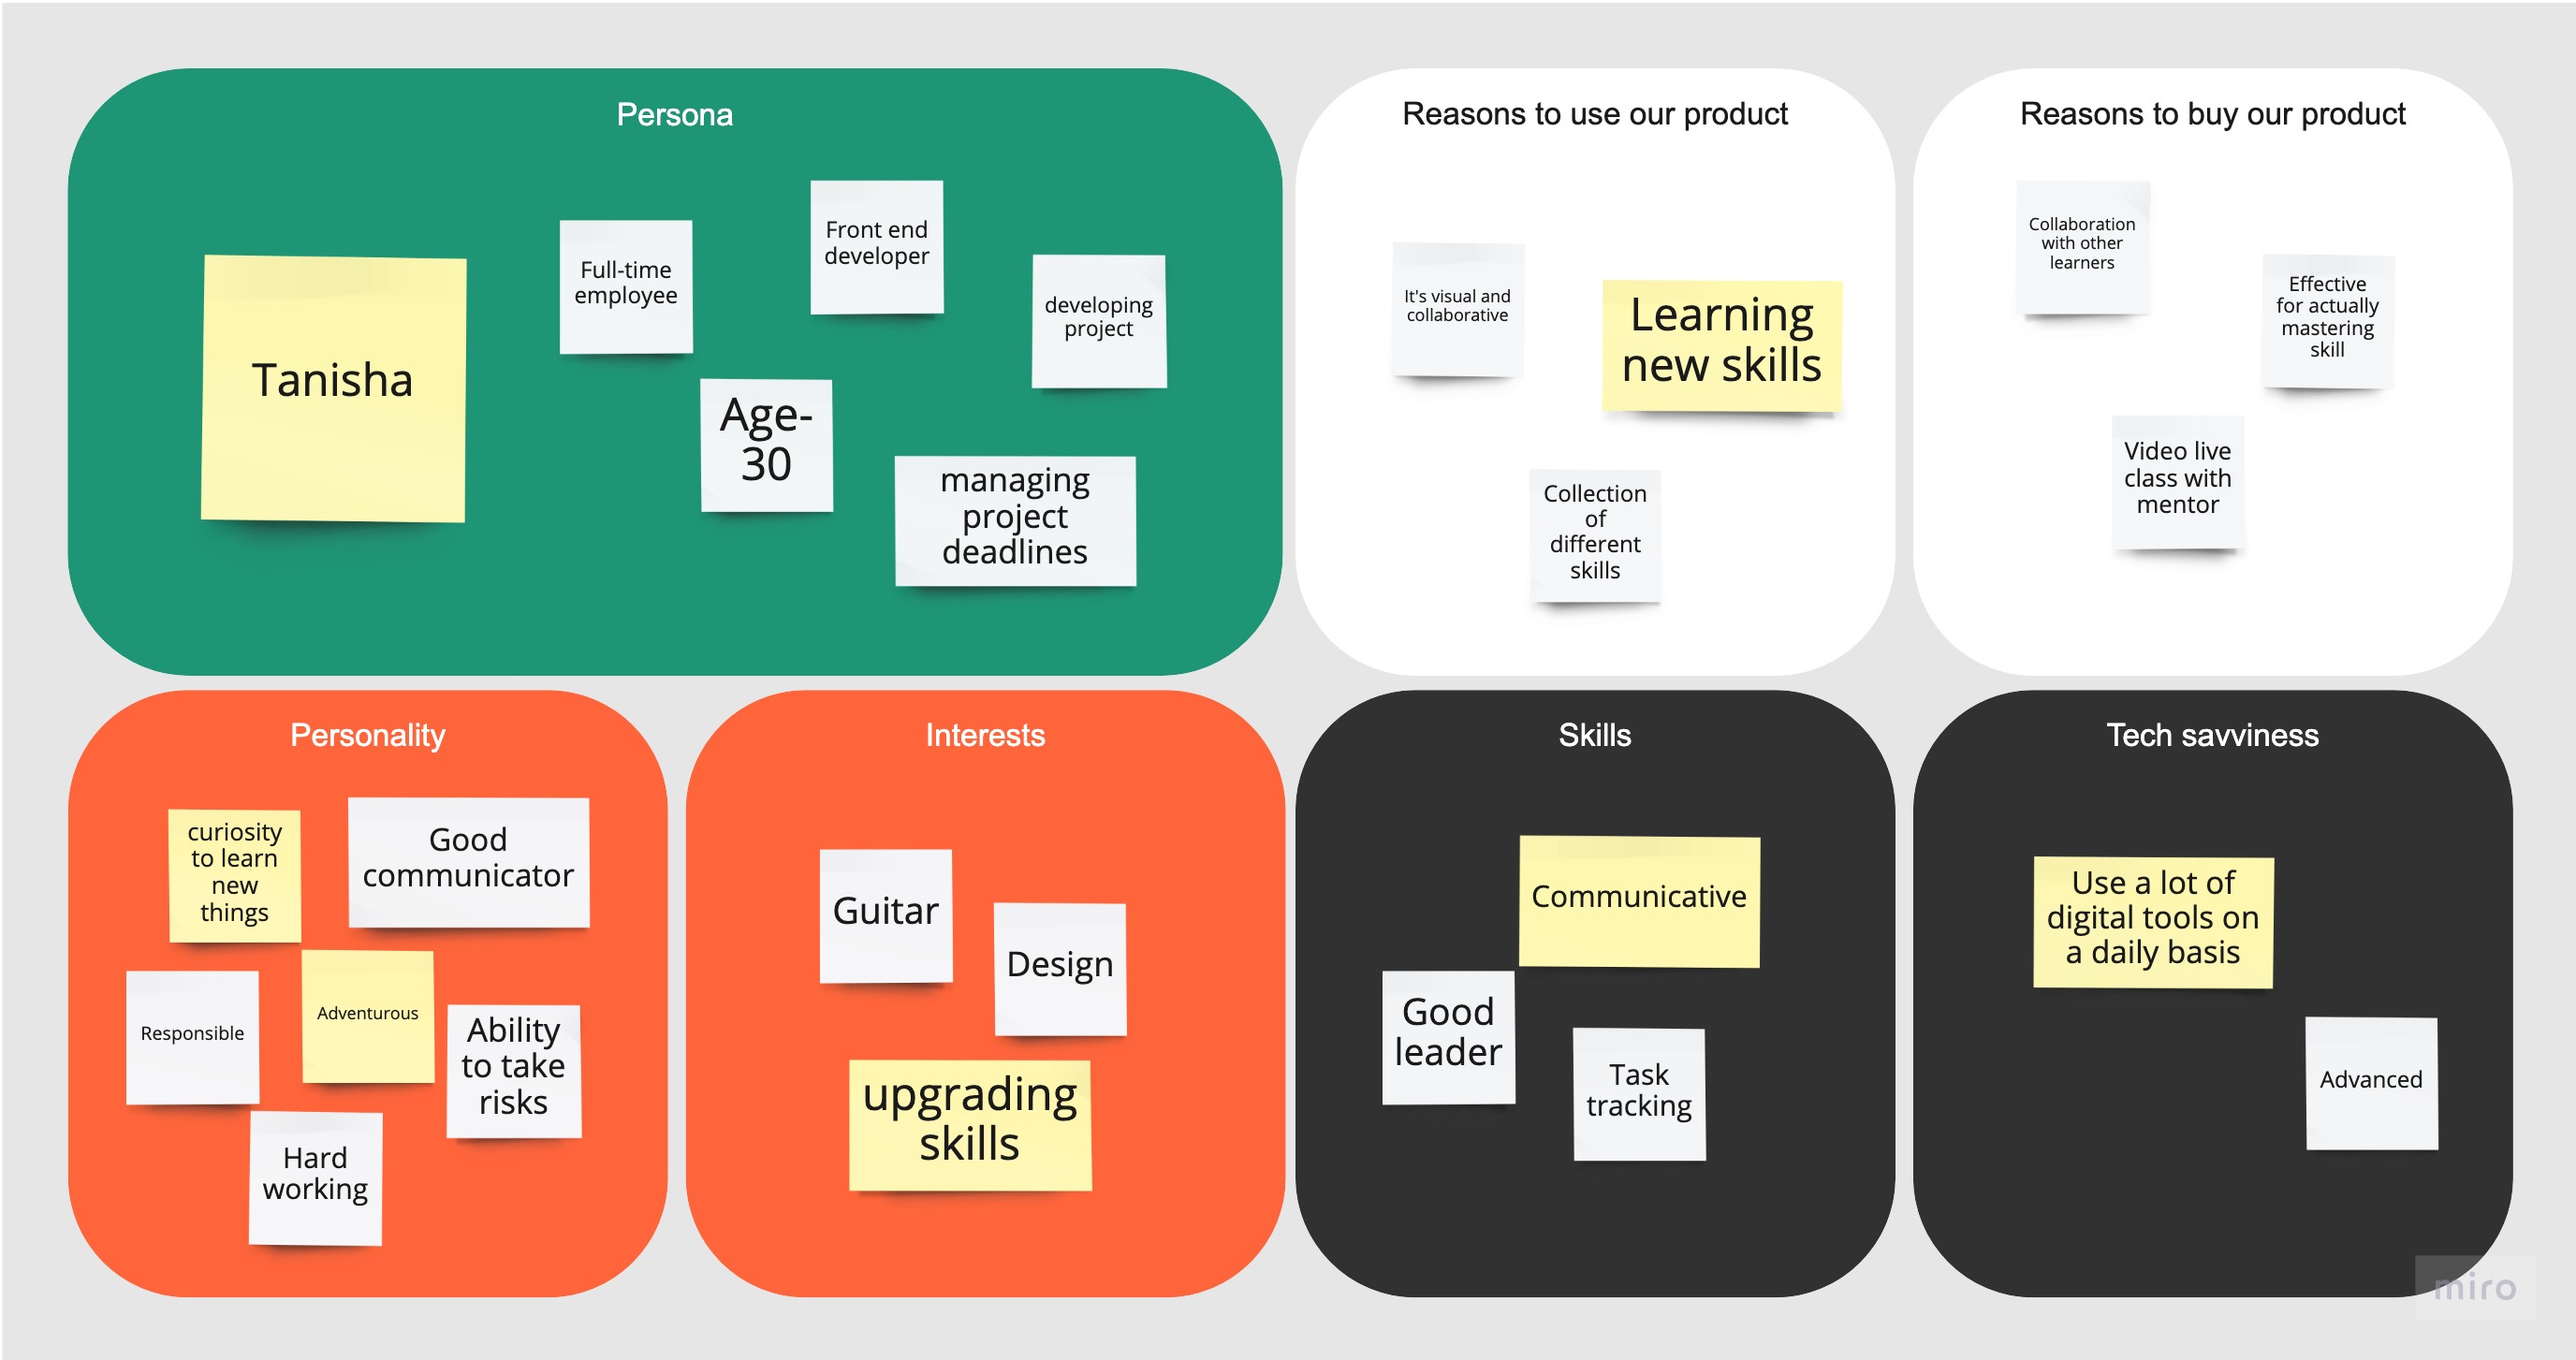 Persona
Tanisha
Full-time
employee
Front end
developer
developing
project
Age-
30
managing
project
deadlines
Reasons to use our product
It's visual and
collaborative
Learning
new skills
Collection
of
different
skills
Reasons to buy our product
Collaboration
with other
learners
Effective
for actually
mastering
skill
Video live
class with
mentor
Personality
curiosity
to learn
new
things
Good
communicator
Responsible
Adventurous
Ability
to take
risks
Hard
working
Interests
Guitar
Design
upgrading
skills
Skills
Communicative
Good
leader
Task
tracking
Tech savviness
Use a lot of
digital tools on
a daily basis
Advanced
miro